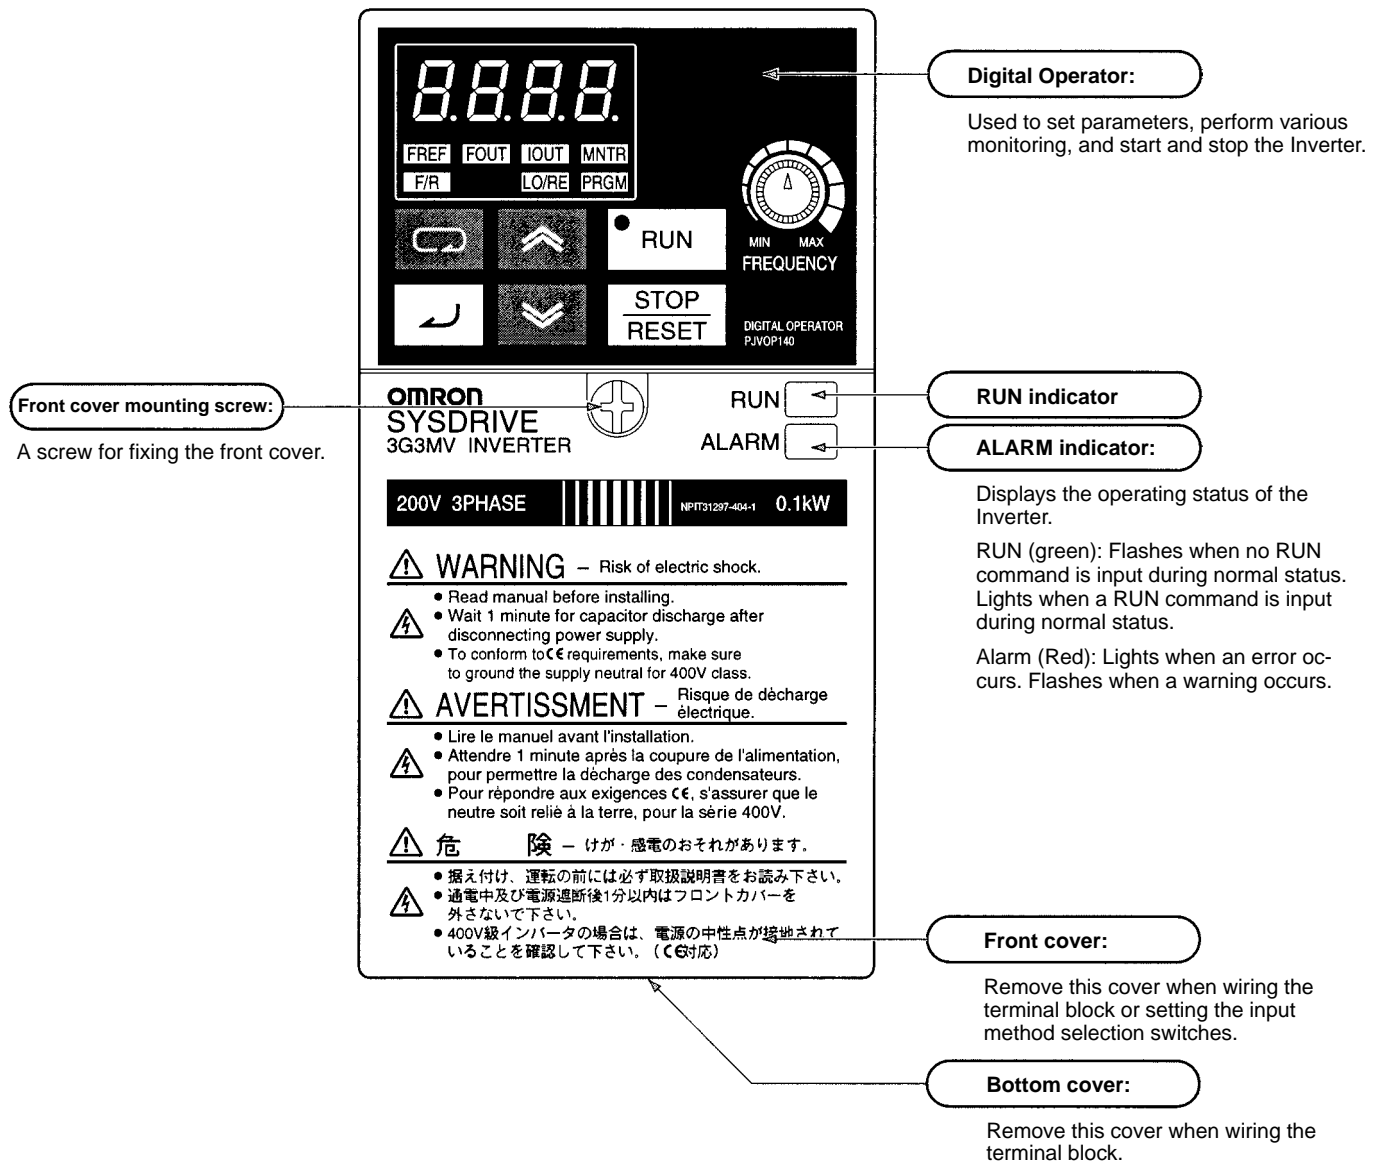 8.8.8.8.
FREF FOUT IOUT MNTR
F/R LO/RE PRGM
RUN
STOP
RESET
MIN MAX
FREQUENCY
DIGITAL OPERATOR
PJVOP140
Digital Operator:
Used to set parameters, perform various
monitoring, and start and stop the Inverter.
Front cover mounting screw:
A screw for fixing the front cover.
OMRON
SYSDRIVE
3G3MV INVERTER
RUN
ALARM
RUN indicator
ALARM indicator:
Displays the operating status of the
Inverter.
RUN (green): Flashes when no RUN
command is input during normal status.
Lights when a RUN command is input
during normal status.
Alarm (Red): Lights when an error oc-
curs. Flashes when a warning occurs.
200V 3PHASE NPIT31297-404-1 0.1kW
WARNING – Risk of electric shock.
• Read manual before installing.
• Wait 1 minute for capacitor discharge after
disconnecting power supply.
• To conform to CE requirements, make sure
to ground the supply neutral for 400V class.
AVERTISSMENT – Risque de dècharge
èlectrique.
• Lire le manuel avant l'installation.
• Attendre 1 minute après la coupure de l'alimentation,
pour permettre la dècharge des condensateurs.
• Pour rèpondre aux exigences CE, s'assurer que le
neutre soit reliè à la terre, pour la sèrie 400V.
危 険 – けが・感電のおそれがあります。
• 据え付け、運転の前には必ず取扱説明書をお読み下さい。
• 通電中及び電源遮断後1分以内はフロントカバーを
外さないで下さい。
• 400V級インバータの場合は、電源の中性点が接地されて
いることを確認して下さい。(CE対応)
Front cover:
Remove this cover when wiring the
terminal block or setting the input
method selection switches.
Bottom cover:
Remove this cover when wiring the
terminal block.